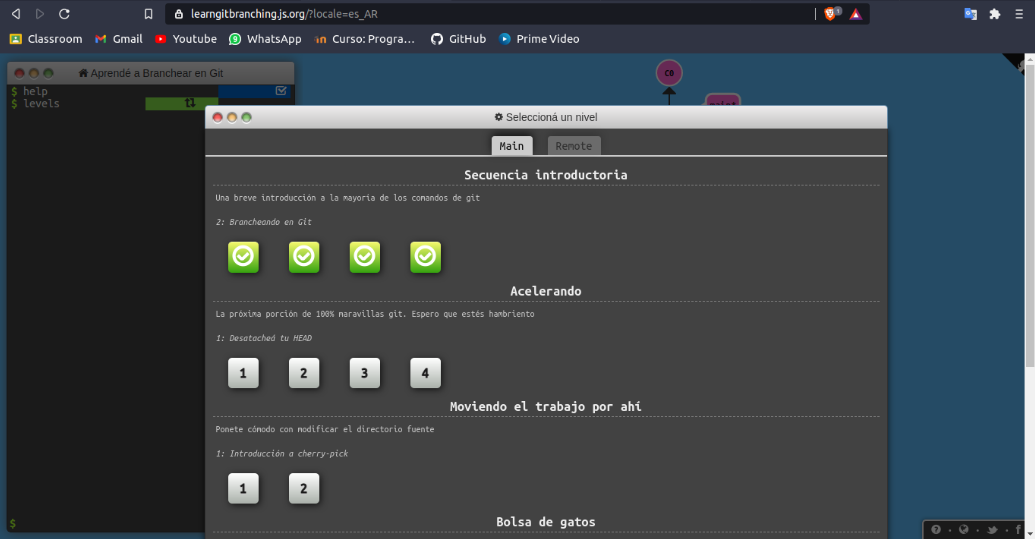 learngitbranching.js.org/?locale=es_AR
1
Classroom
Gmail
Youtube
WhatsApp
Curso: Progra...
GitHub
Prime Video
Aprendé a Branchear en Git
$ help
$ levels
C0
Seleccioná un nivel
Main Remote
Secuencia introductoria
Una breve introducción a la mayoria de los comandos de git
2: Brancheando en Git
Acelerando
La próxima porción de 100% maravillas git. Espero que estés hambriento
1: Desatacheá tu HEAD
1 2 3 4
Moviendo el trabajo por ahí
Ponete cómodo con modificar el directorio fuente
1: Introducción a cherry-pick
1 2
Bolsa de gatos
$